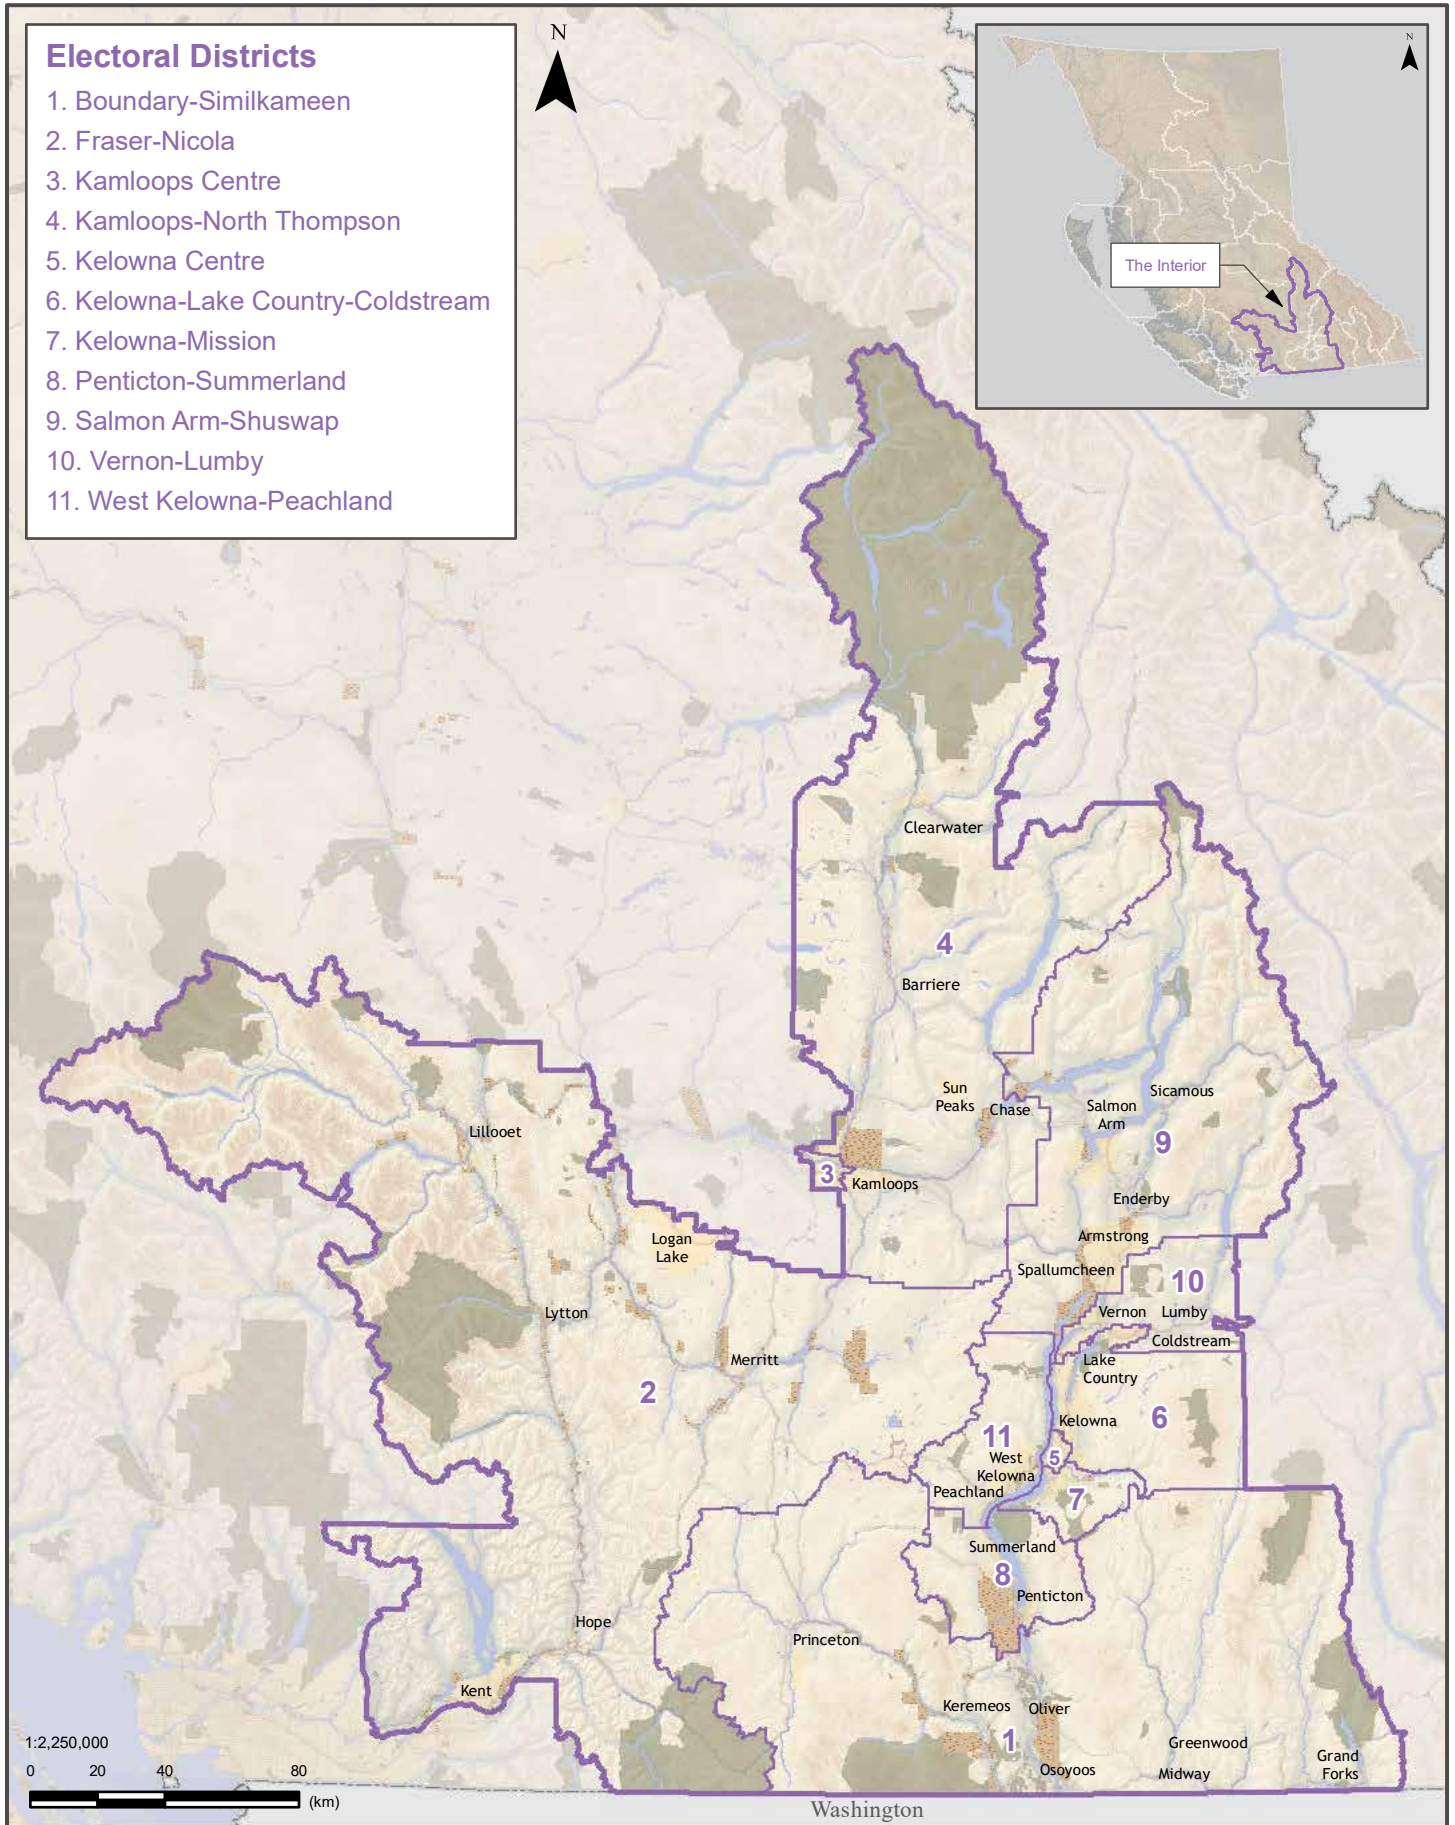 Electoral Districts
1. Boundary-Similkameen
2. Fraser-Nicola
3. Kamloops Centre
4. Kamloops-North Thompson
5. Kelowna Centre
6. Kelowna-Lake Country-Coldstream
7. Kelowna-Mission
8. Penticton-Summerland
9. Salmon Arm-Shuswap
10. Vernon-Lumby
11. West Kelowna-Peachland
N
N
The Interior
Clearwater
4
Barriere
Sun
Peaks
Chase
Salmon
Arm
Sicamous
Lillooet
9
3
Kamloops
Enderby
Logan
Lake
Armstrong
Spallumcheen
10
Lytton
Vernon
Lumby
Coldstream
Merritt
Lake
Country
2
Kelowna
6
11
West
Kelowna
5
Peachland
7
Summerland
8
Penticton
Hope
Princeton
Kent
Keremeos
Oliver
1
Greenwood
Osoyoos
Midway
Grand
Forks
1:2,250,000
0 20 40 80
(km)
Washington